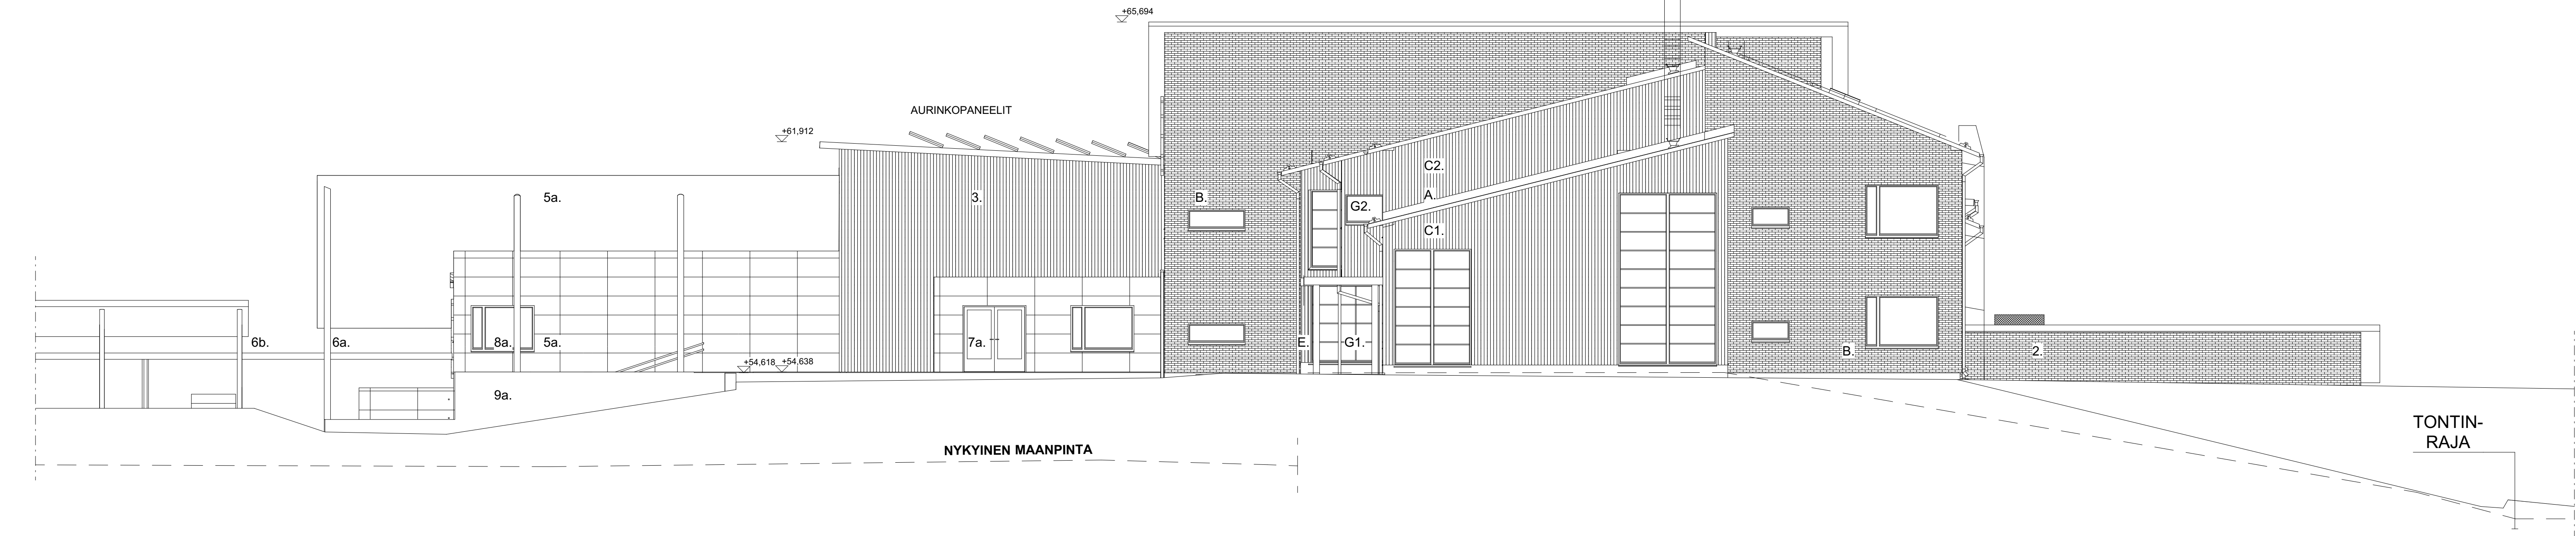 +65,694
AURINKOPANEELIT
+61,912
C2.
5a.
3.
B.
A.
G2.
C1.
6b.
6a.
8a.
5a.
7a.
E.
G1.
B.
2.
+54,618
+54,638
9a.
TONTIN-
RAJA
NYKYINEN MAANPINTA